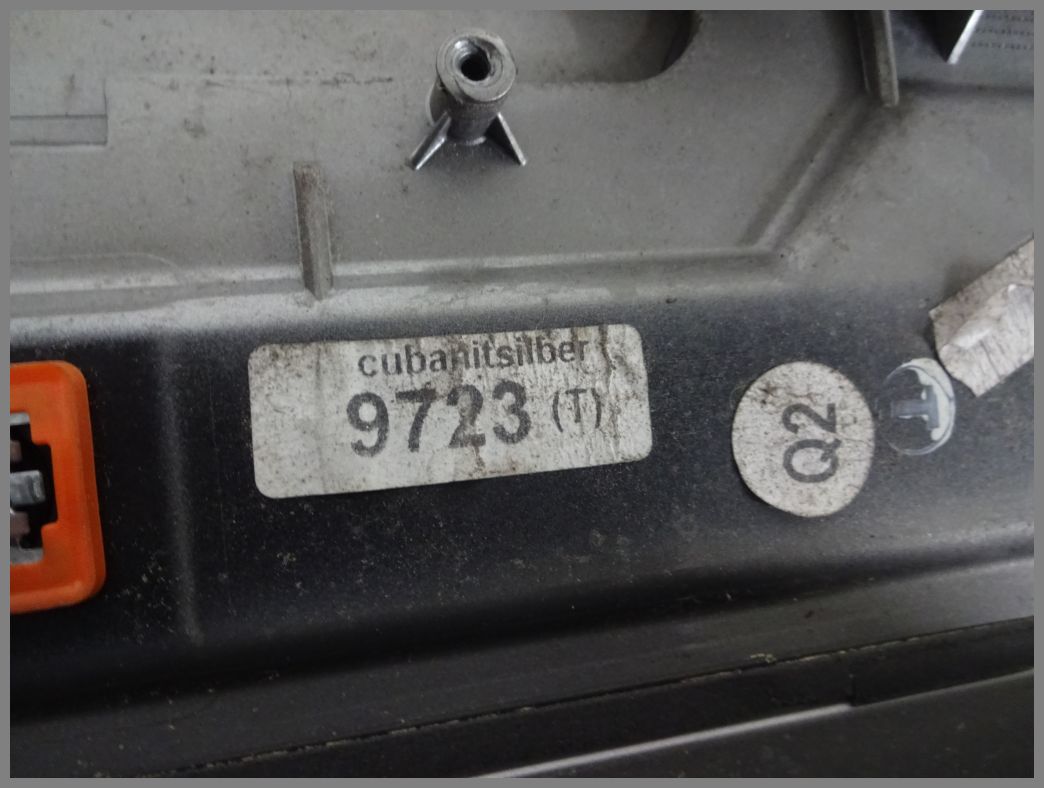 cubanitsilber
9723 (T)
Q2
T